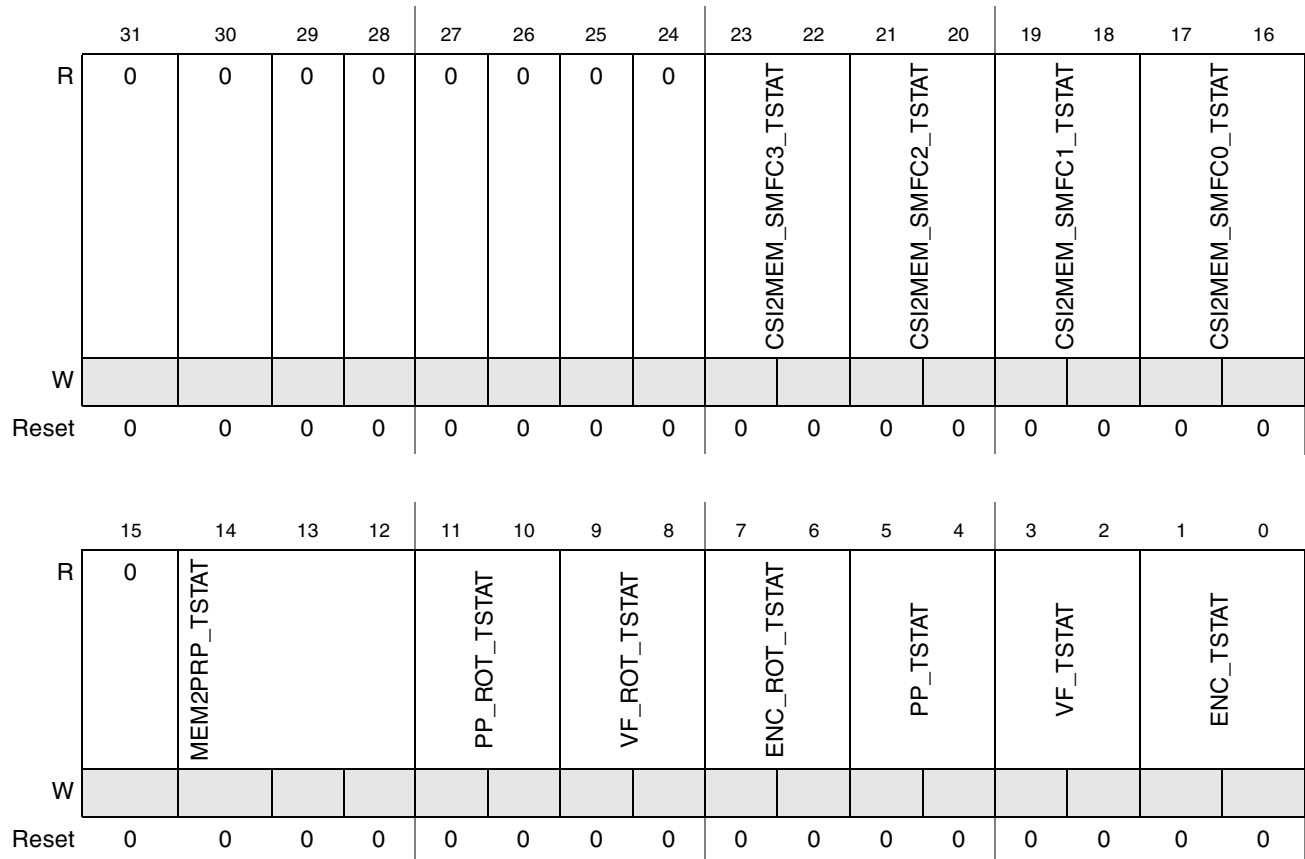 31 30 29 28 27 26 25 24 23 22 21 20 19 18 17 16
R 0 0 0 0 0 0 0 0 CSI2MEM_SMFC3_TSTAT CSI2MEM_SMFC2_TSTAT CSI2MEM_SMFC1_TSTAT CSI2MEM_SMFC0_TSTAT
W
Reset 0 0 0 0 0 0 0 0 0 0 0 0 0 0 0 0
15 14 13 12 11 10 9 8 7 6 5 4 3 2 1 0
R 0 MEM2PRP_TSTAT PP_ROT_TSTAT VF_ROT_TSTAT ENC_ROT_TSTAT PP_TSTAT VF_TSTAT ENC_TSTAT
W
Reset 0 0 0 0 0 0 0 0 0 0 0 0 0 0 0 0